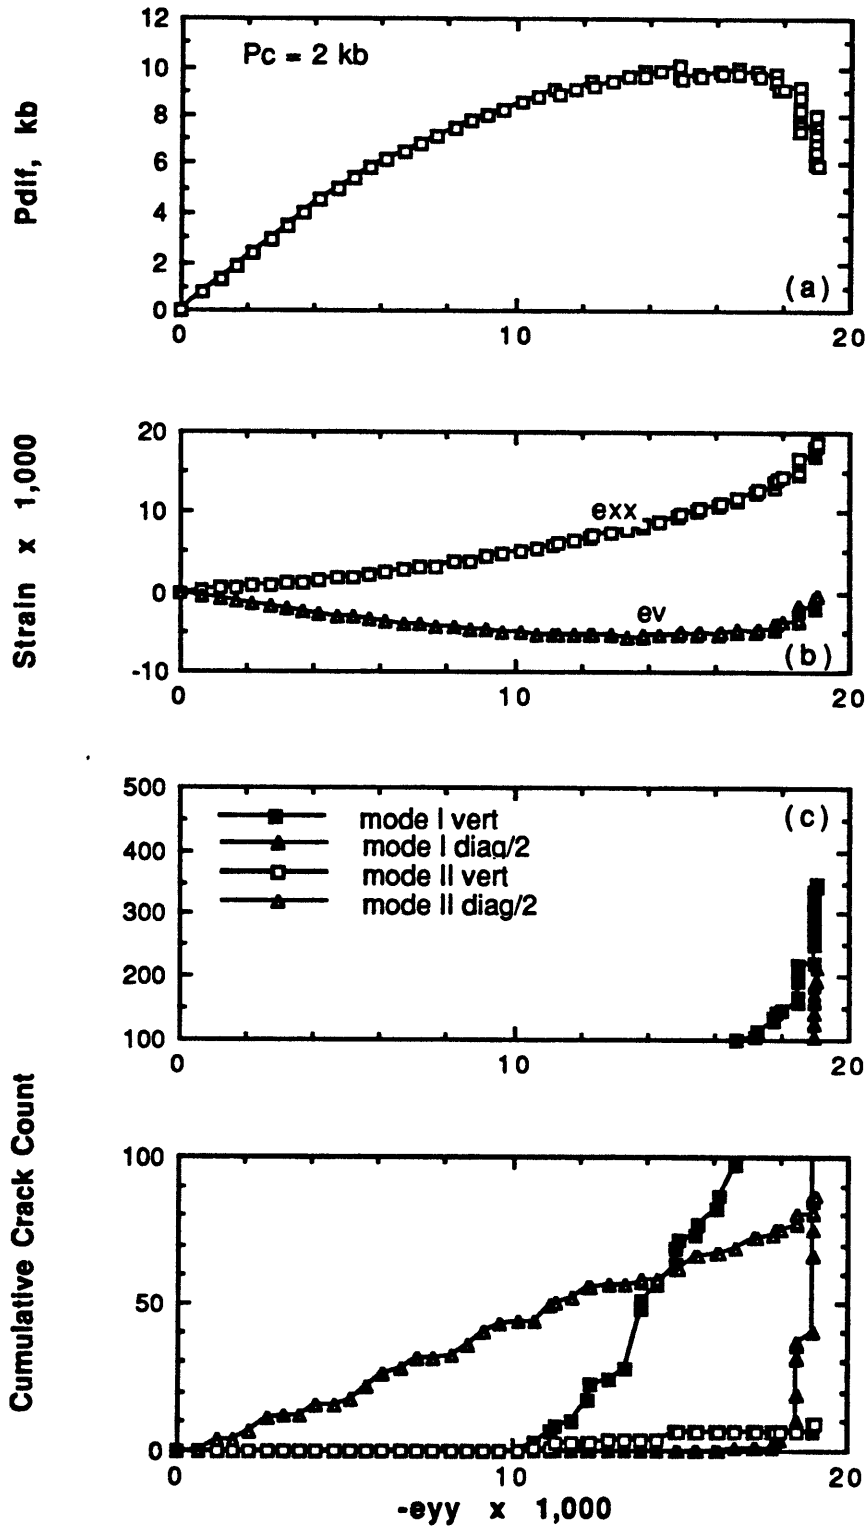 12
10
8
6
4
2
0
Pdif, kb
Pc = 2 kb
(a)
0 10 20
20
10
0
-10
Strain x 1,000
exx
ev
(b)
0 10 20
500
400
300
200
100
mode I vert
mode I diag/2
mode II vert
mode II diag/2
(c)
0 10 20
Cumulative Crack Count
100
50
0
0 10 20
-eyy x 1,000